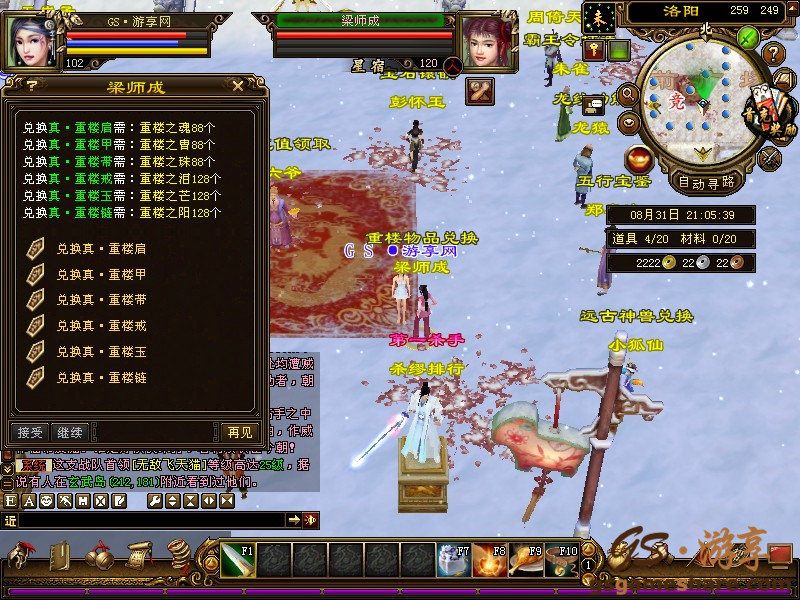 GS·游享网
102
梁师成
星宿
120
周倚天
洛阳
259 249
未
北
竞
自动寻路
08月31日 21:05:39
道具 4/20 材料 0/20
2222 22 22
梁师成
兑换真·重楼肩需：重楼之魂88个
兑换真·重楼甲需：重楼之胄88个
兑换真·重楼带需：重楼之珠88个
兑换真·重楼戒需：重楼之泪128个
兑换真·重楼玉需：重楼之芒128个
兑换真·重楼链需：重楼之阳128个
兑换真·重楼肩
兑换真·重楼甲
兑换真·重楼带
兑换真·重楼戒
兑换真·重楼玉
兑换真·重楼链
接受
继续
再见
朱雀
彭怀玉
龙猿
五行宝鉴
值领取
重楼物品兑换
GS
游享网
梁师成
第一杀手
杀缪排行
远古神兽兑换
小狐仙
这支战队首领[无敌飞天猫]等级高达25级，据
说有人在玄武岛(212,181)附近看到过他们。
近
F1
F7
F8
F9
F10
1
GS·游享